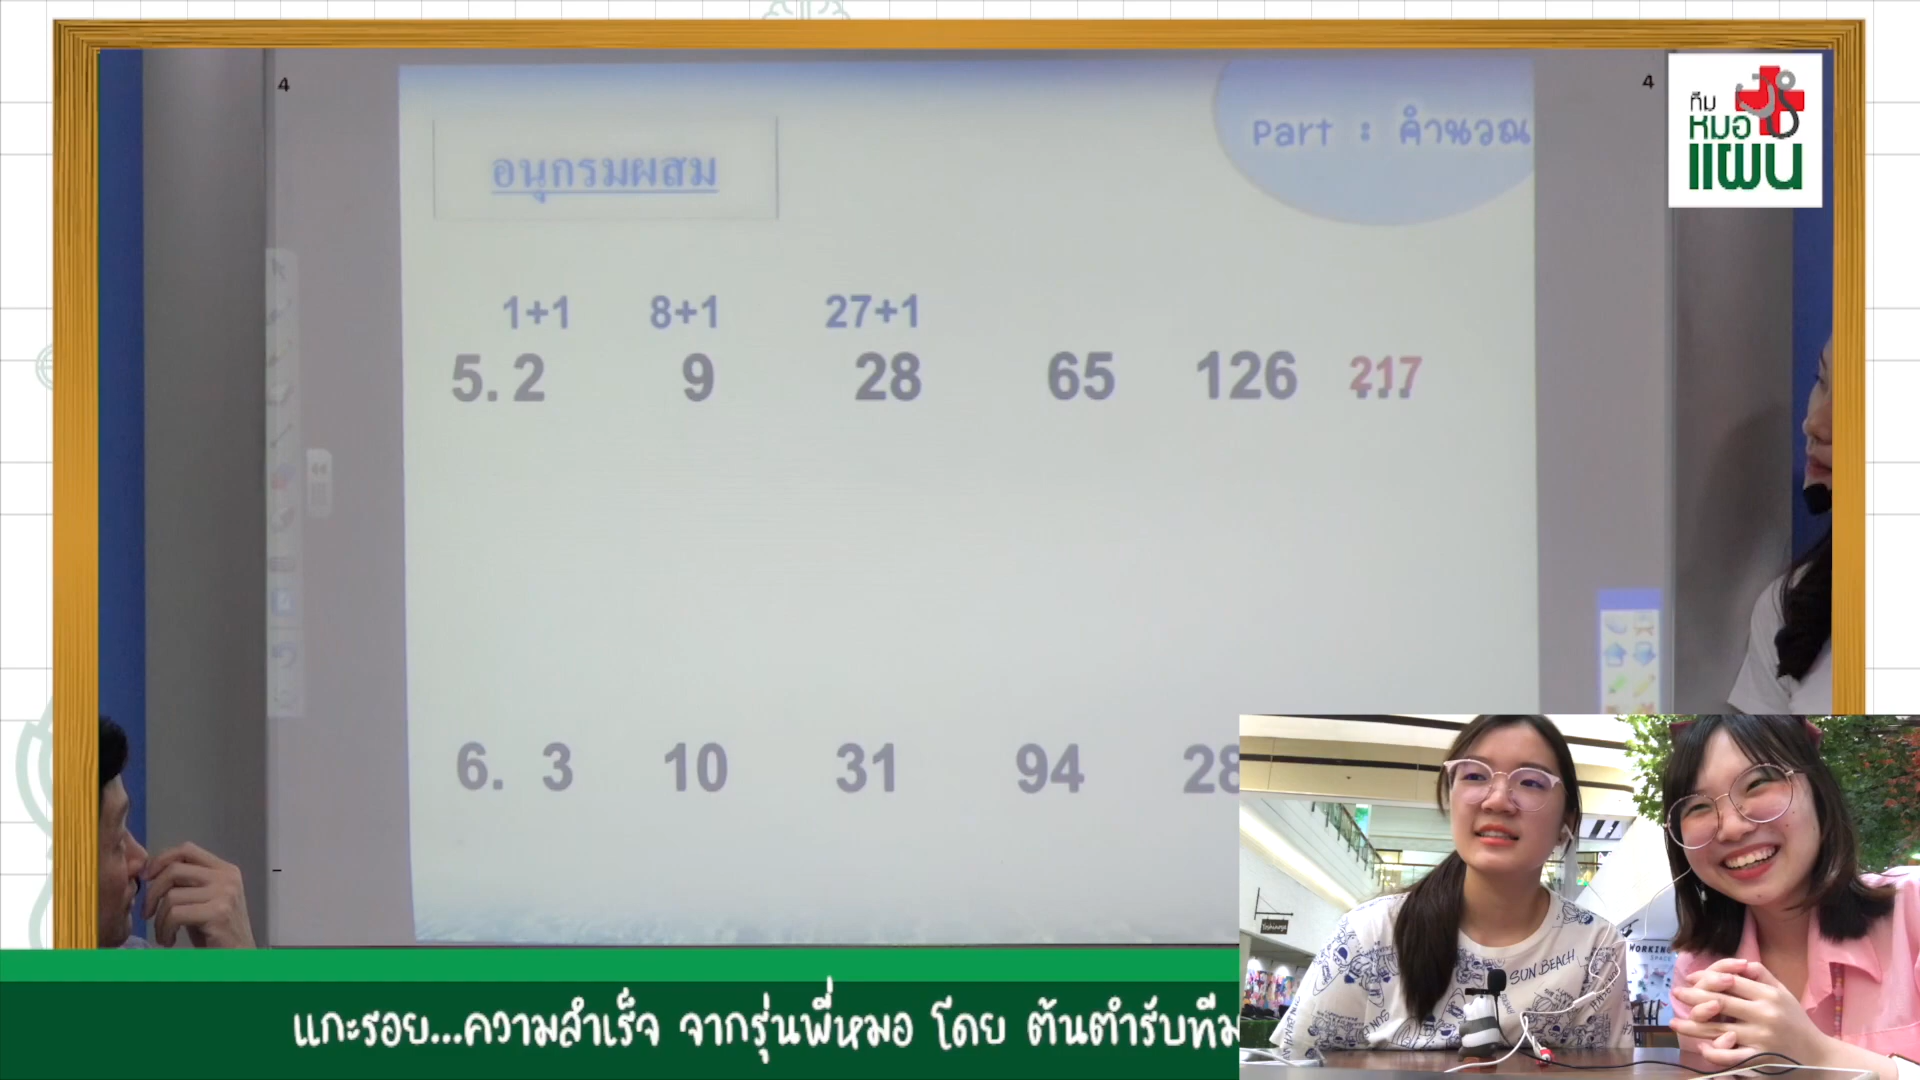 4
4
ทีม
หมอ
แผน
Part : คำนวณ
อนุกรมผสม
1+1 8+1 27+1
5. 2 9 28 65 126 217
6. 3 10 31 94 28
SUN BEACH
WORKING
SPACE
แกะรอย...ความสำเร็จ จากรุ่นพี่หมอ โดย ต้นตำรับทีม